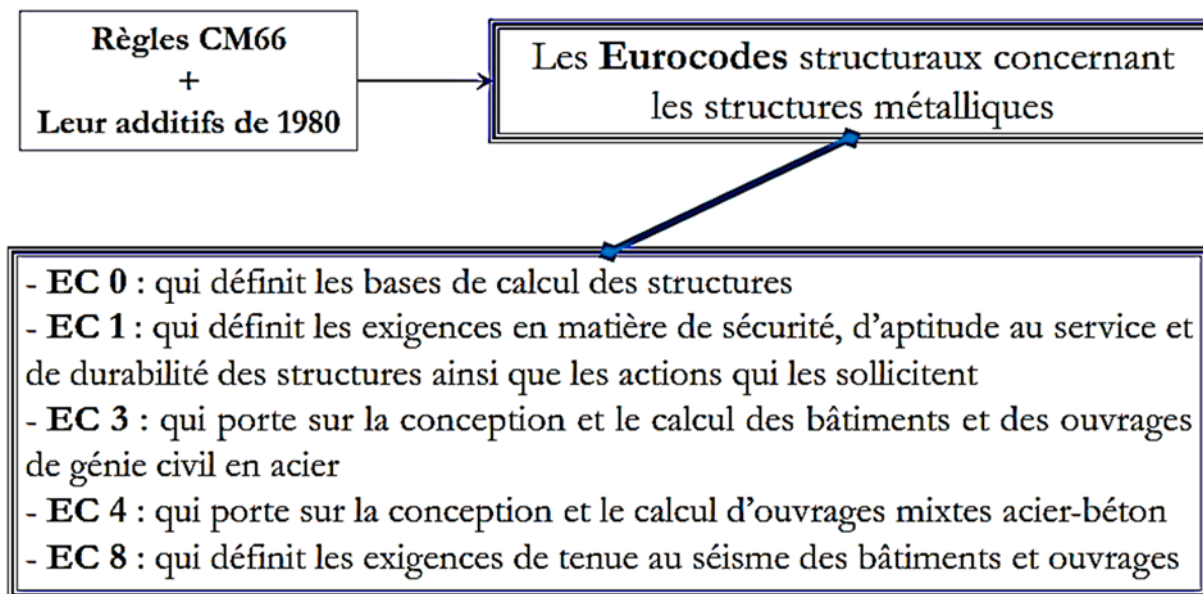 Règles CM66
+
Leur additifs de 1980
Les Eurocodes structuraux concernant
les structures métalliques
- EC 0 : qui définit les bases de calcul des structures
- EC 1 : qui définit les exigences en matière de sécurité, d'aptitude au service et
de durabilité des structures ainsi que les actions qui les sollicitent
- EC 3 : qui porte sur la conception et le calcul des bâtiments et des ouvrages
de génie civil en acier
- EC 4 : qui porte sur la conception et le calcul d'ouvrages mixtes acier-béton
- EC 8 : qui définit les exigences de tenue au séisme des bâtiments et ouvrages